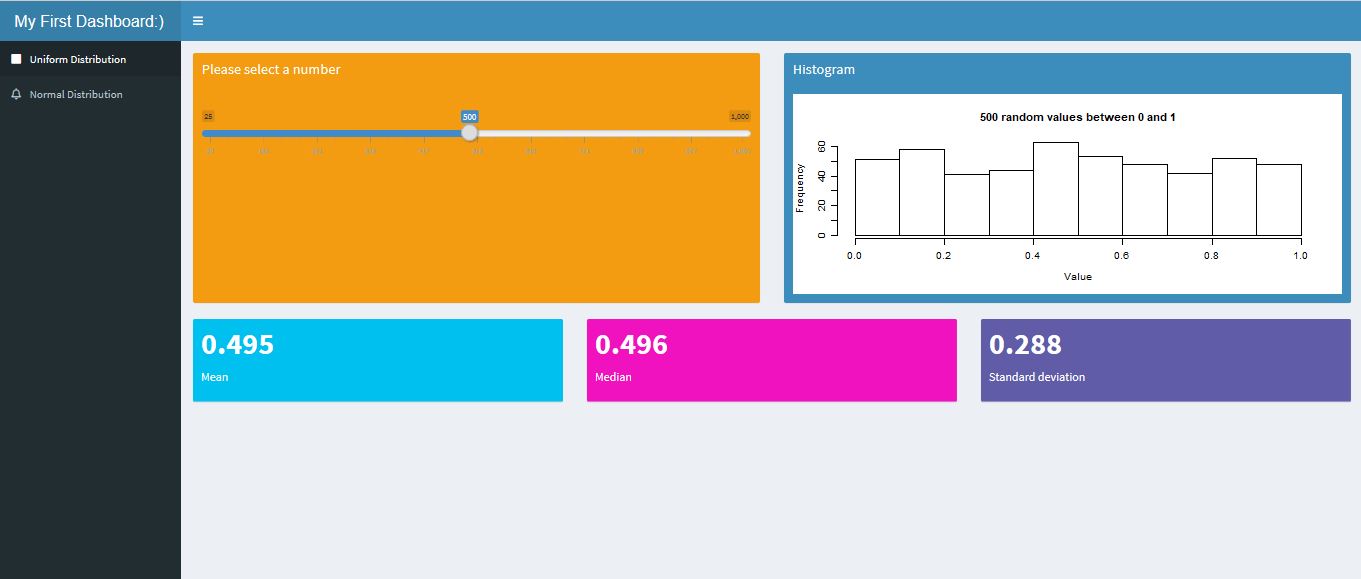 My First Dashboard:)
Uniform Distribution
Normal Distribution
Please select a number
25
500
1,000
Histogram
500 random values between 0 and 1
Frequency
60
40
20
0
0.0 0.2 0.4 0.6 0.8 1.0
Value
0.495
Mean
0.496
Median
0.288
Standard deviation